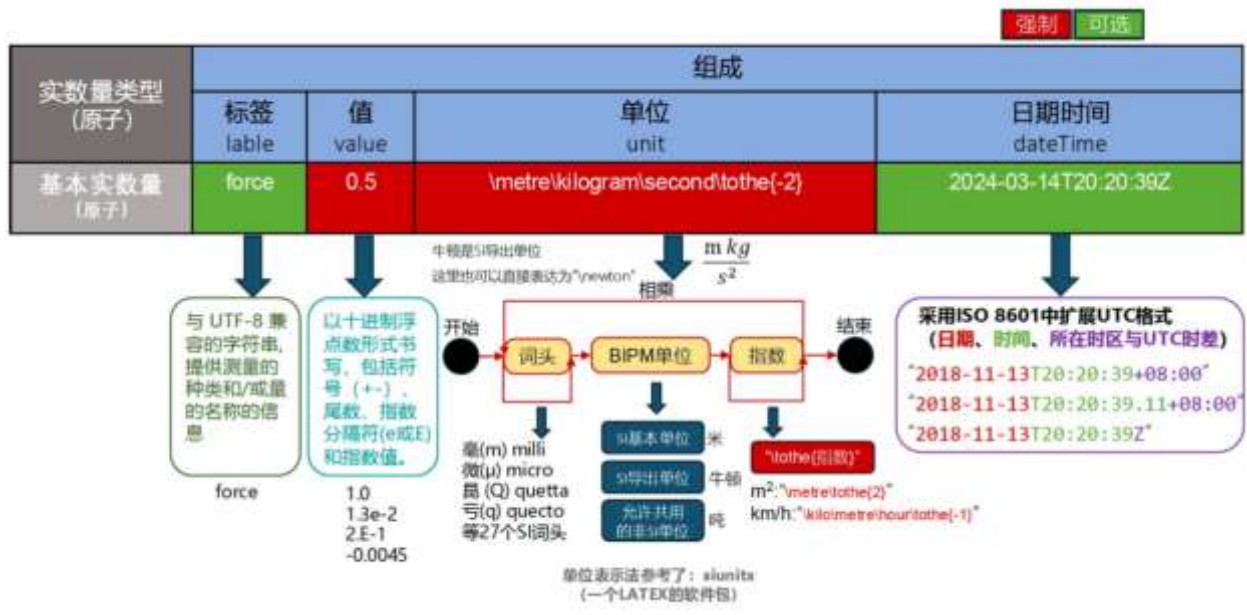 强制 可选
实数量类型
(原子)
组成
标签
lable
值
value
单位
unit
日期时间
dateTime
基本实数量
(原子)
force
0.5
\metre\kilogram\second\tothe{-2}
2024-03-14T20:20:39Z
牛顿是SI导出单位
这里也可以直接表达为"\newton"
m kg
s²
与 UTF-8 兼
容的字符串,
提供测量的
种类和/或量
的名称的信
息
force
以十进制浮
点数形式书
写、包括符
号（+-）、
尾数、指数
分隔符(e或E)
和指数值。
1.0
1.3e-2
2.E-1
-0.0045
相乘
开始
词头
BIPM单位
指数
结束
毫(m) milli
微(μ) micro
昆 (Q) quetta
亏(q) quecto
等27个SI词头
SI基本单位 米
SI导出单位 牛顿
允许共用
的非SI单位 吨
"\tothe{指数}"
m²:"\metre\tothe{2}"
km/h:"\kilo\metre\hour\tothe{-1}"
单位表示法参考了：siunitx
(一个LATEX的软件包)
采用ISO 8601中扩展UTC格式
(日期、时间、所在时区与UTC时差)
"2018-11-13T20:20:39+08:00"
"2018-11-13T20:20:39.11+08:00"
"2018-11-13T20:20:39Z"